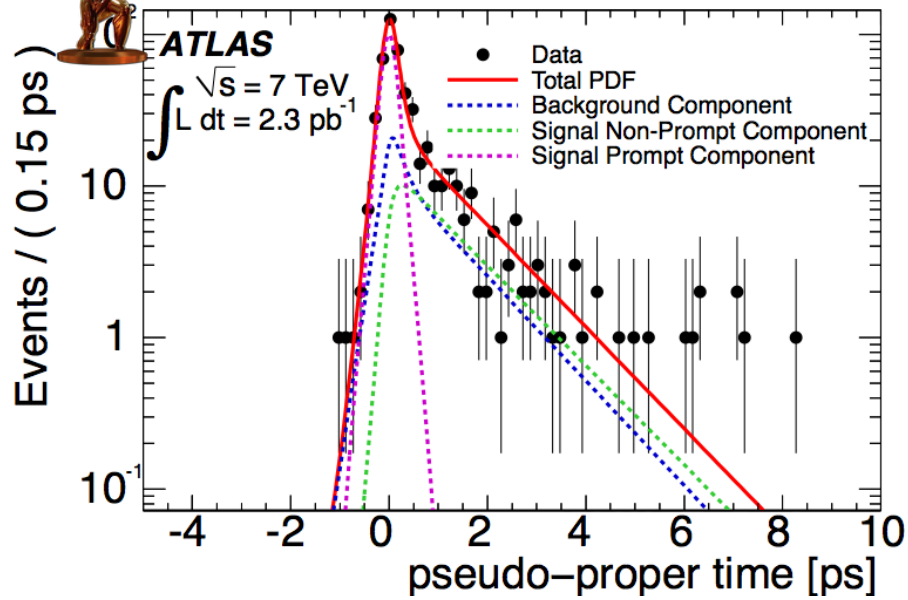 ATLAS
√s = 7 TeV
∫ L dt = 2.3 pb⁻¹
Data
Total PDF
Background Component
Signal Non-Prompt Component
Signal Prompt Component
Events / ( 0.15 ps )
10
1
10⁻¹
-4 -2 0 2 4 6 8 10
pseudo-proper time [ps]